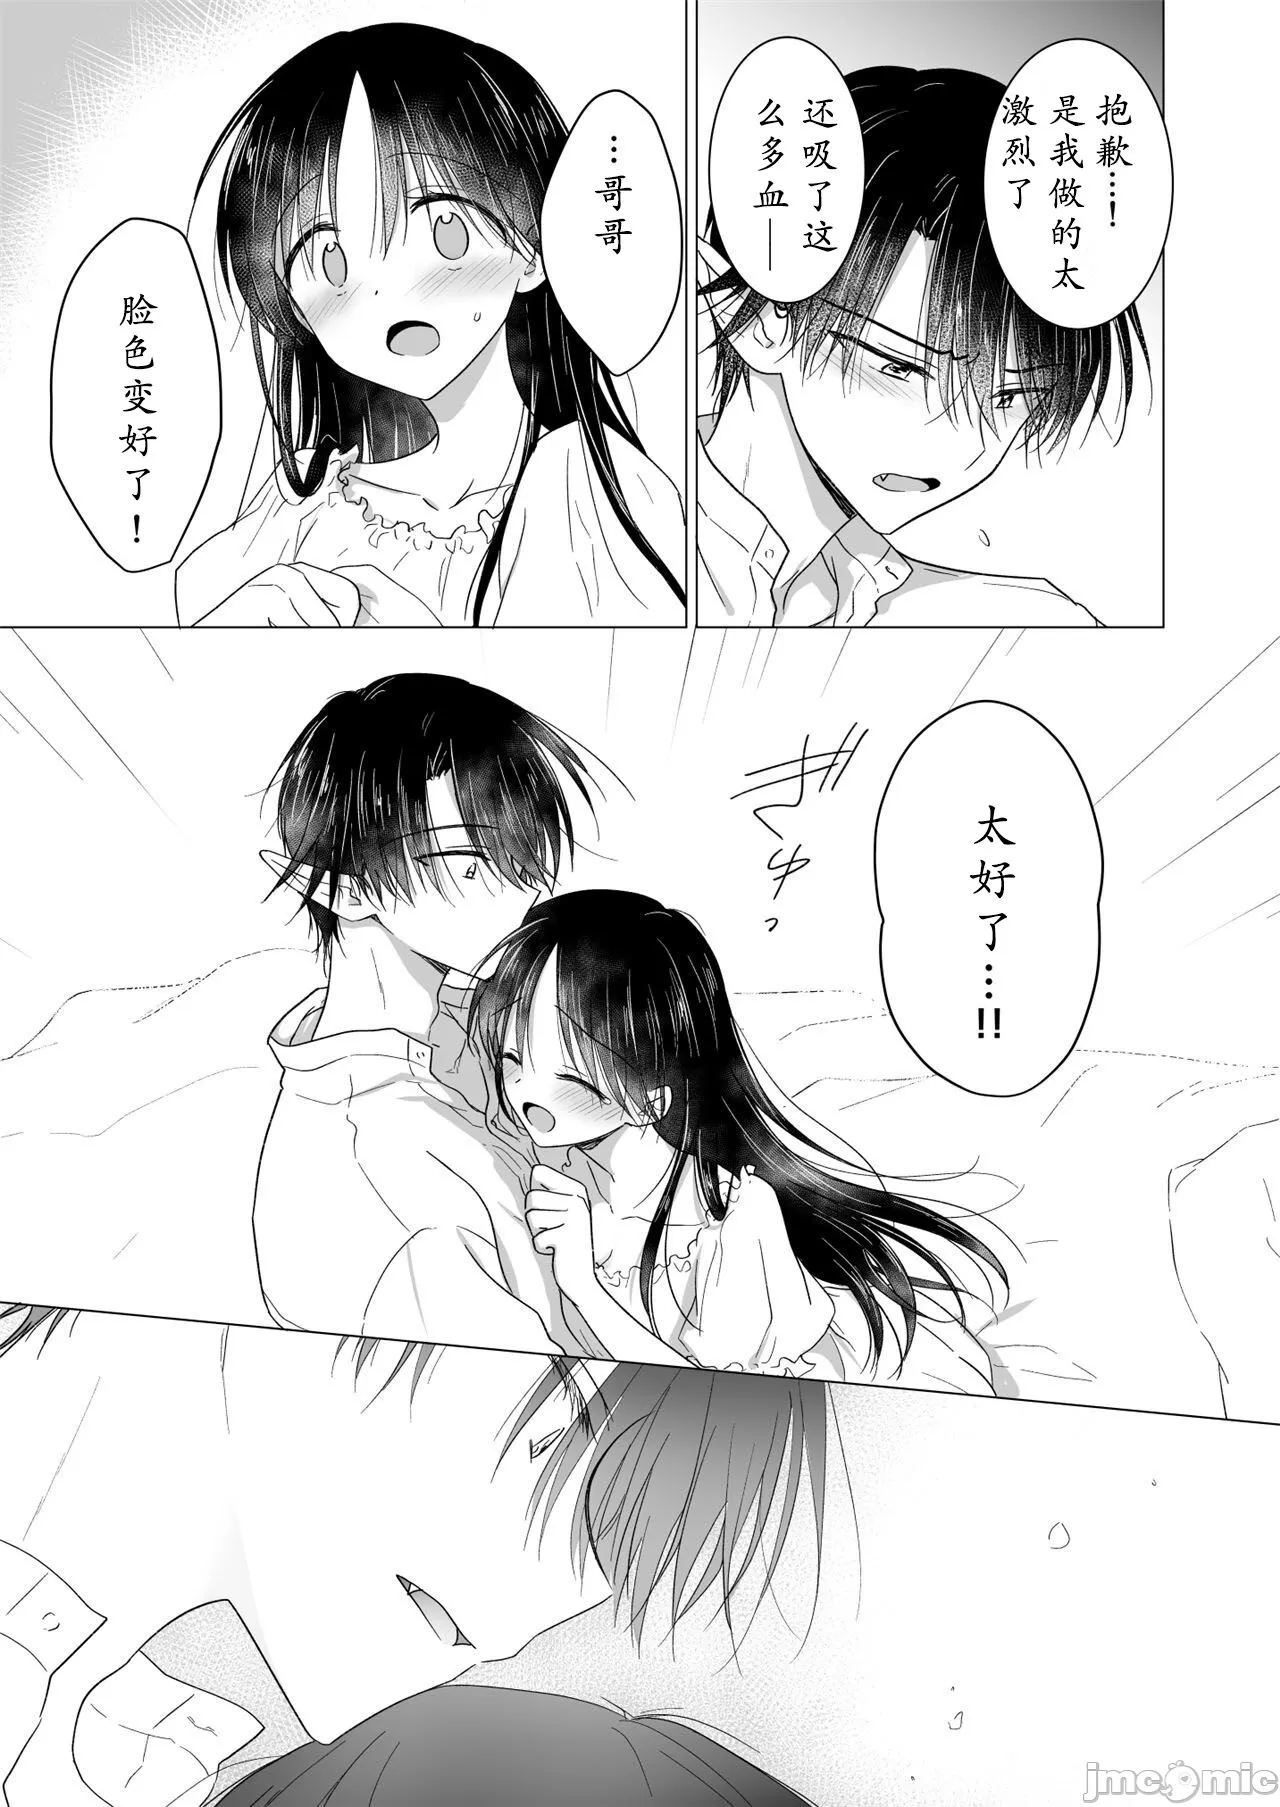 抱歉…！
是我做的太
激烈了
还吸了这
么多血—
…哥哥
脸色变好了！
太好了…!!
ぎゅっ
jmcomic